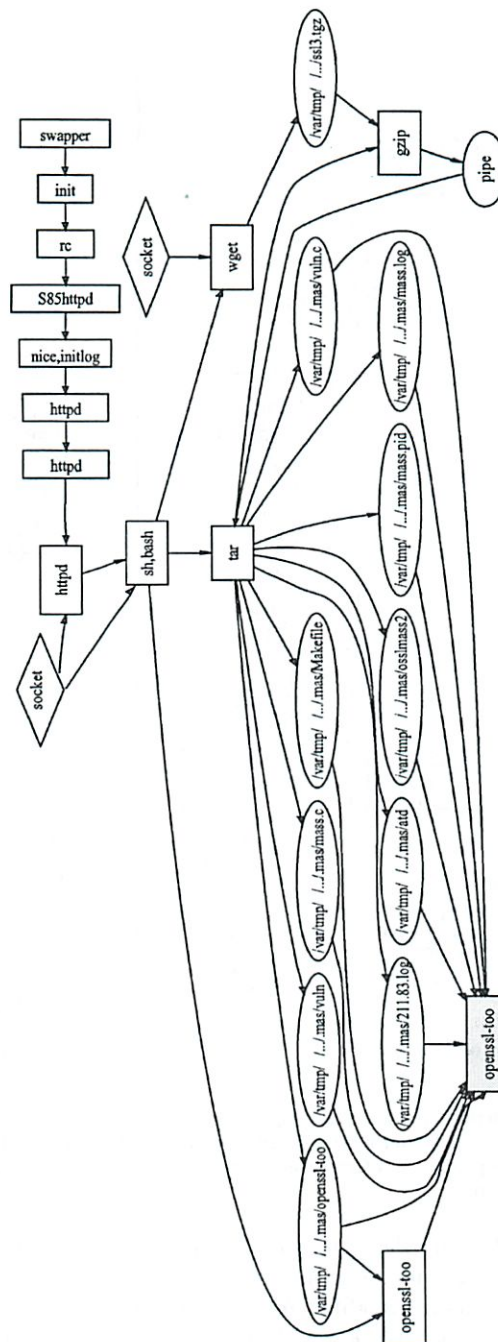 swapper
init
rc
S85httpd
nice,initlog
httpd
httpd
httpd
socket
sh,bash
socket
wget
tar
/var/tmp/ /../ssl3.tgz
gzip
pipe
/var/tmp/ /../.mas/openssl-too
/var/tmp/ /../.mas/vuln
/var/tmp/ /../.mas/mass.c
/var/tmp/ /../.mas/Makefile
/var/tmp/ /../.mas/vuln.c
/var/tmp/ /../.mas/211.83.log
/var/tmp/ /../.mas/atd
/var/tmp/ /../.mas/osslmass2
/var/tmp/ /../.mas/mass.pid
/var/tmp/ /../.mas/mass.log
openssl-too
openssl-too